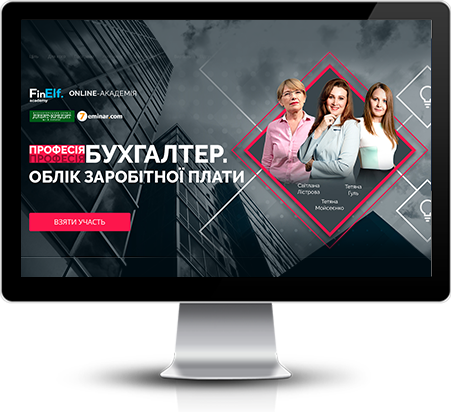 FinElf.
academy
ONLINE-АКАДЕМІЯ
ДЕБЕТ-КРЕДИТ
7eminar.com
ПРОФЕСІЯ
ПРОФЕСІЯ
БУХГАЛТЕР.
ОБЛІК ЗАРОБІТНОЇ ПЛАТИ
ВЗЯТИ УЧАСТЬ
Світлана
Лістрова
Тетяна
Мойсеєнко
Тетяна
Гуль